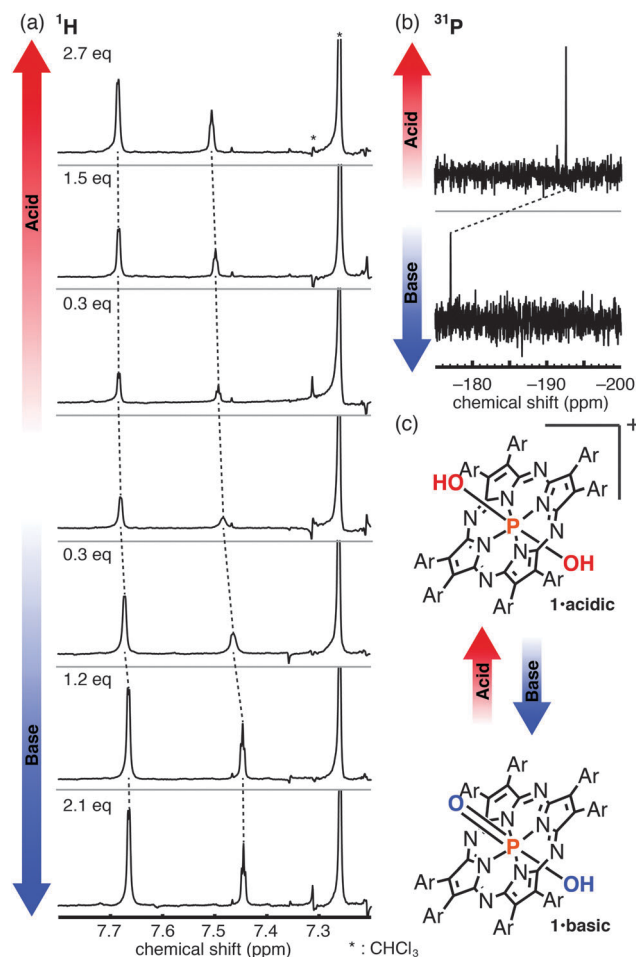 (a) ¹H
*
2.7 eq
*
1.5 eq
0.3 eq
0.3 eq
1.2 eq
2.1 eq
Acid
Base
7.7 7.6 7.5 7.4 7.3
chemical shift (ppm)
* : CHCl₃
(b) ³¹P
Acid
Base
−180 −190 −200
chemical shift (ppm)
(c)
+
Ar Ar
Ar N Ar
HO
N
N P N
N N
OH
Ar N Ar
Ar Ar
1•acidic
Acid
Base
Ar Ar
Ar N Ar
O
N
N P N
N N
OH
Ar N Ar
Ar Ar
1•basic